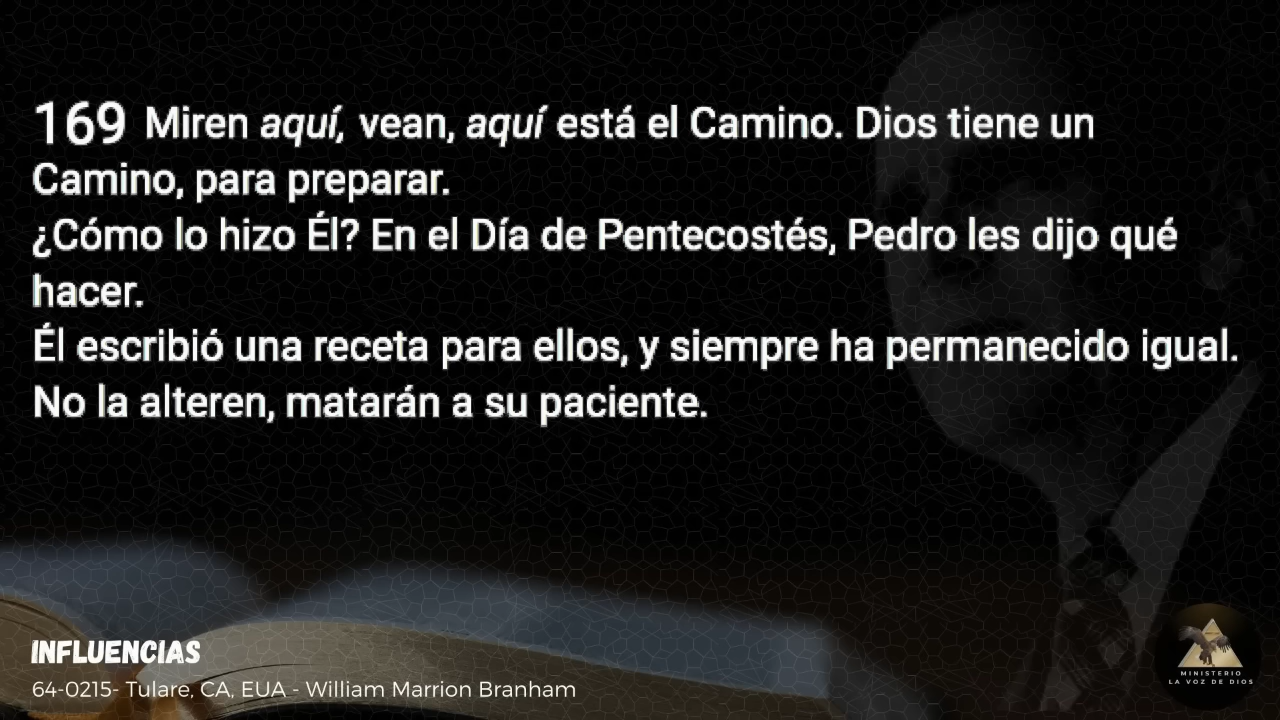 169 Miren aquí, vean, aquí está el Camino. Dios tiene un
Camino, para preparar.
¿Cómo lo hizo Él? En el Día de Pentecostés, Pedro les dijo qué
hacer.
Él escribió una receta para ellos, y siempre ha permanecido igual.
No la alteren, matarán a su paciente.
INFLUENCIAS
64-0215- Tulare, CA, EUA - William Marrion Branham
MINISTERIO
LA VOZ DE DIOS